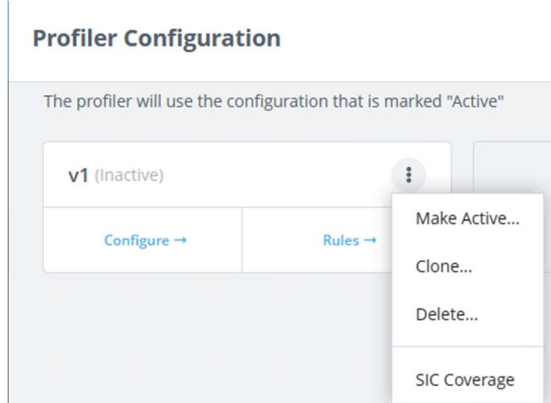 Profiler Configuration
The profiler will use the configuration that is marked "Active"
v1 (Inactive)
Configure → Rules →
Make Active...
Clone...
Delete...
SIC Coverage